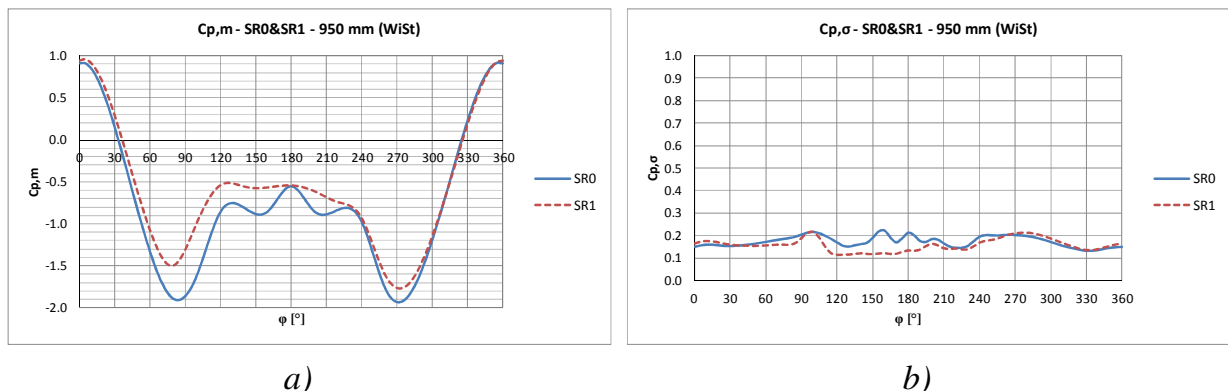 Cp,m - SR0&SR1 - 950 mm (WiSt)
1.0
0.5
0.0
-0.5
-1.0
-1.5
-2.0
0 30 60 90 120 150 180 210 240 270 300 330 360
Cp,m
φ [°]
SR0
SR1
a)
Cp,σ - SR0&SR1 - 950 mm (WiSt)
1.0
0.9
0.8
0.7
0.6
0.5
0.4
0.3
0.2
0.1
0.0
0 30 60 90 120 150 180 210 240 270 300 330 360
Cp,σ
φ [°]
SR0
SR1
b)